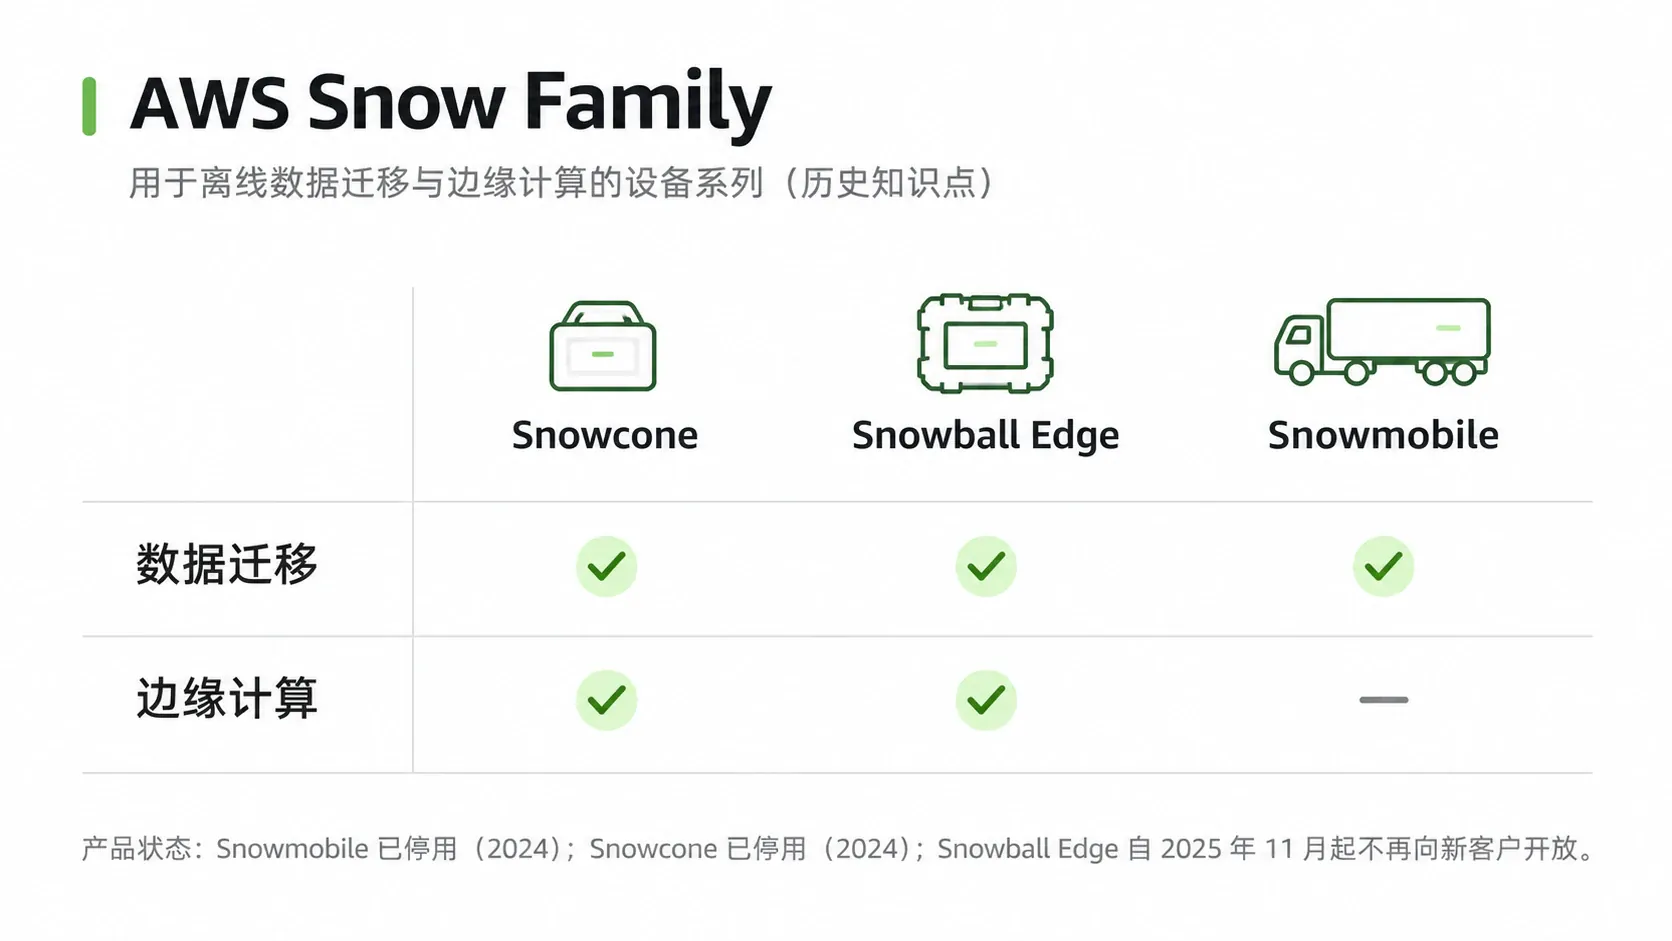 AWS Snow Family
用于离线数据迁移与边缘计算的设备系列（历史知识点）
Snowcone
Snowball Edge
Snowmobile
数据迁移
边缘计算
产品状态：Snowmobile 已停用（2024）；Snowcone 已停用（2024）；Snowball Edge 自 2025 年 11 月起不再向新客户开放。